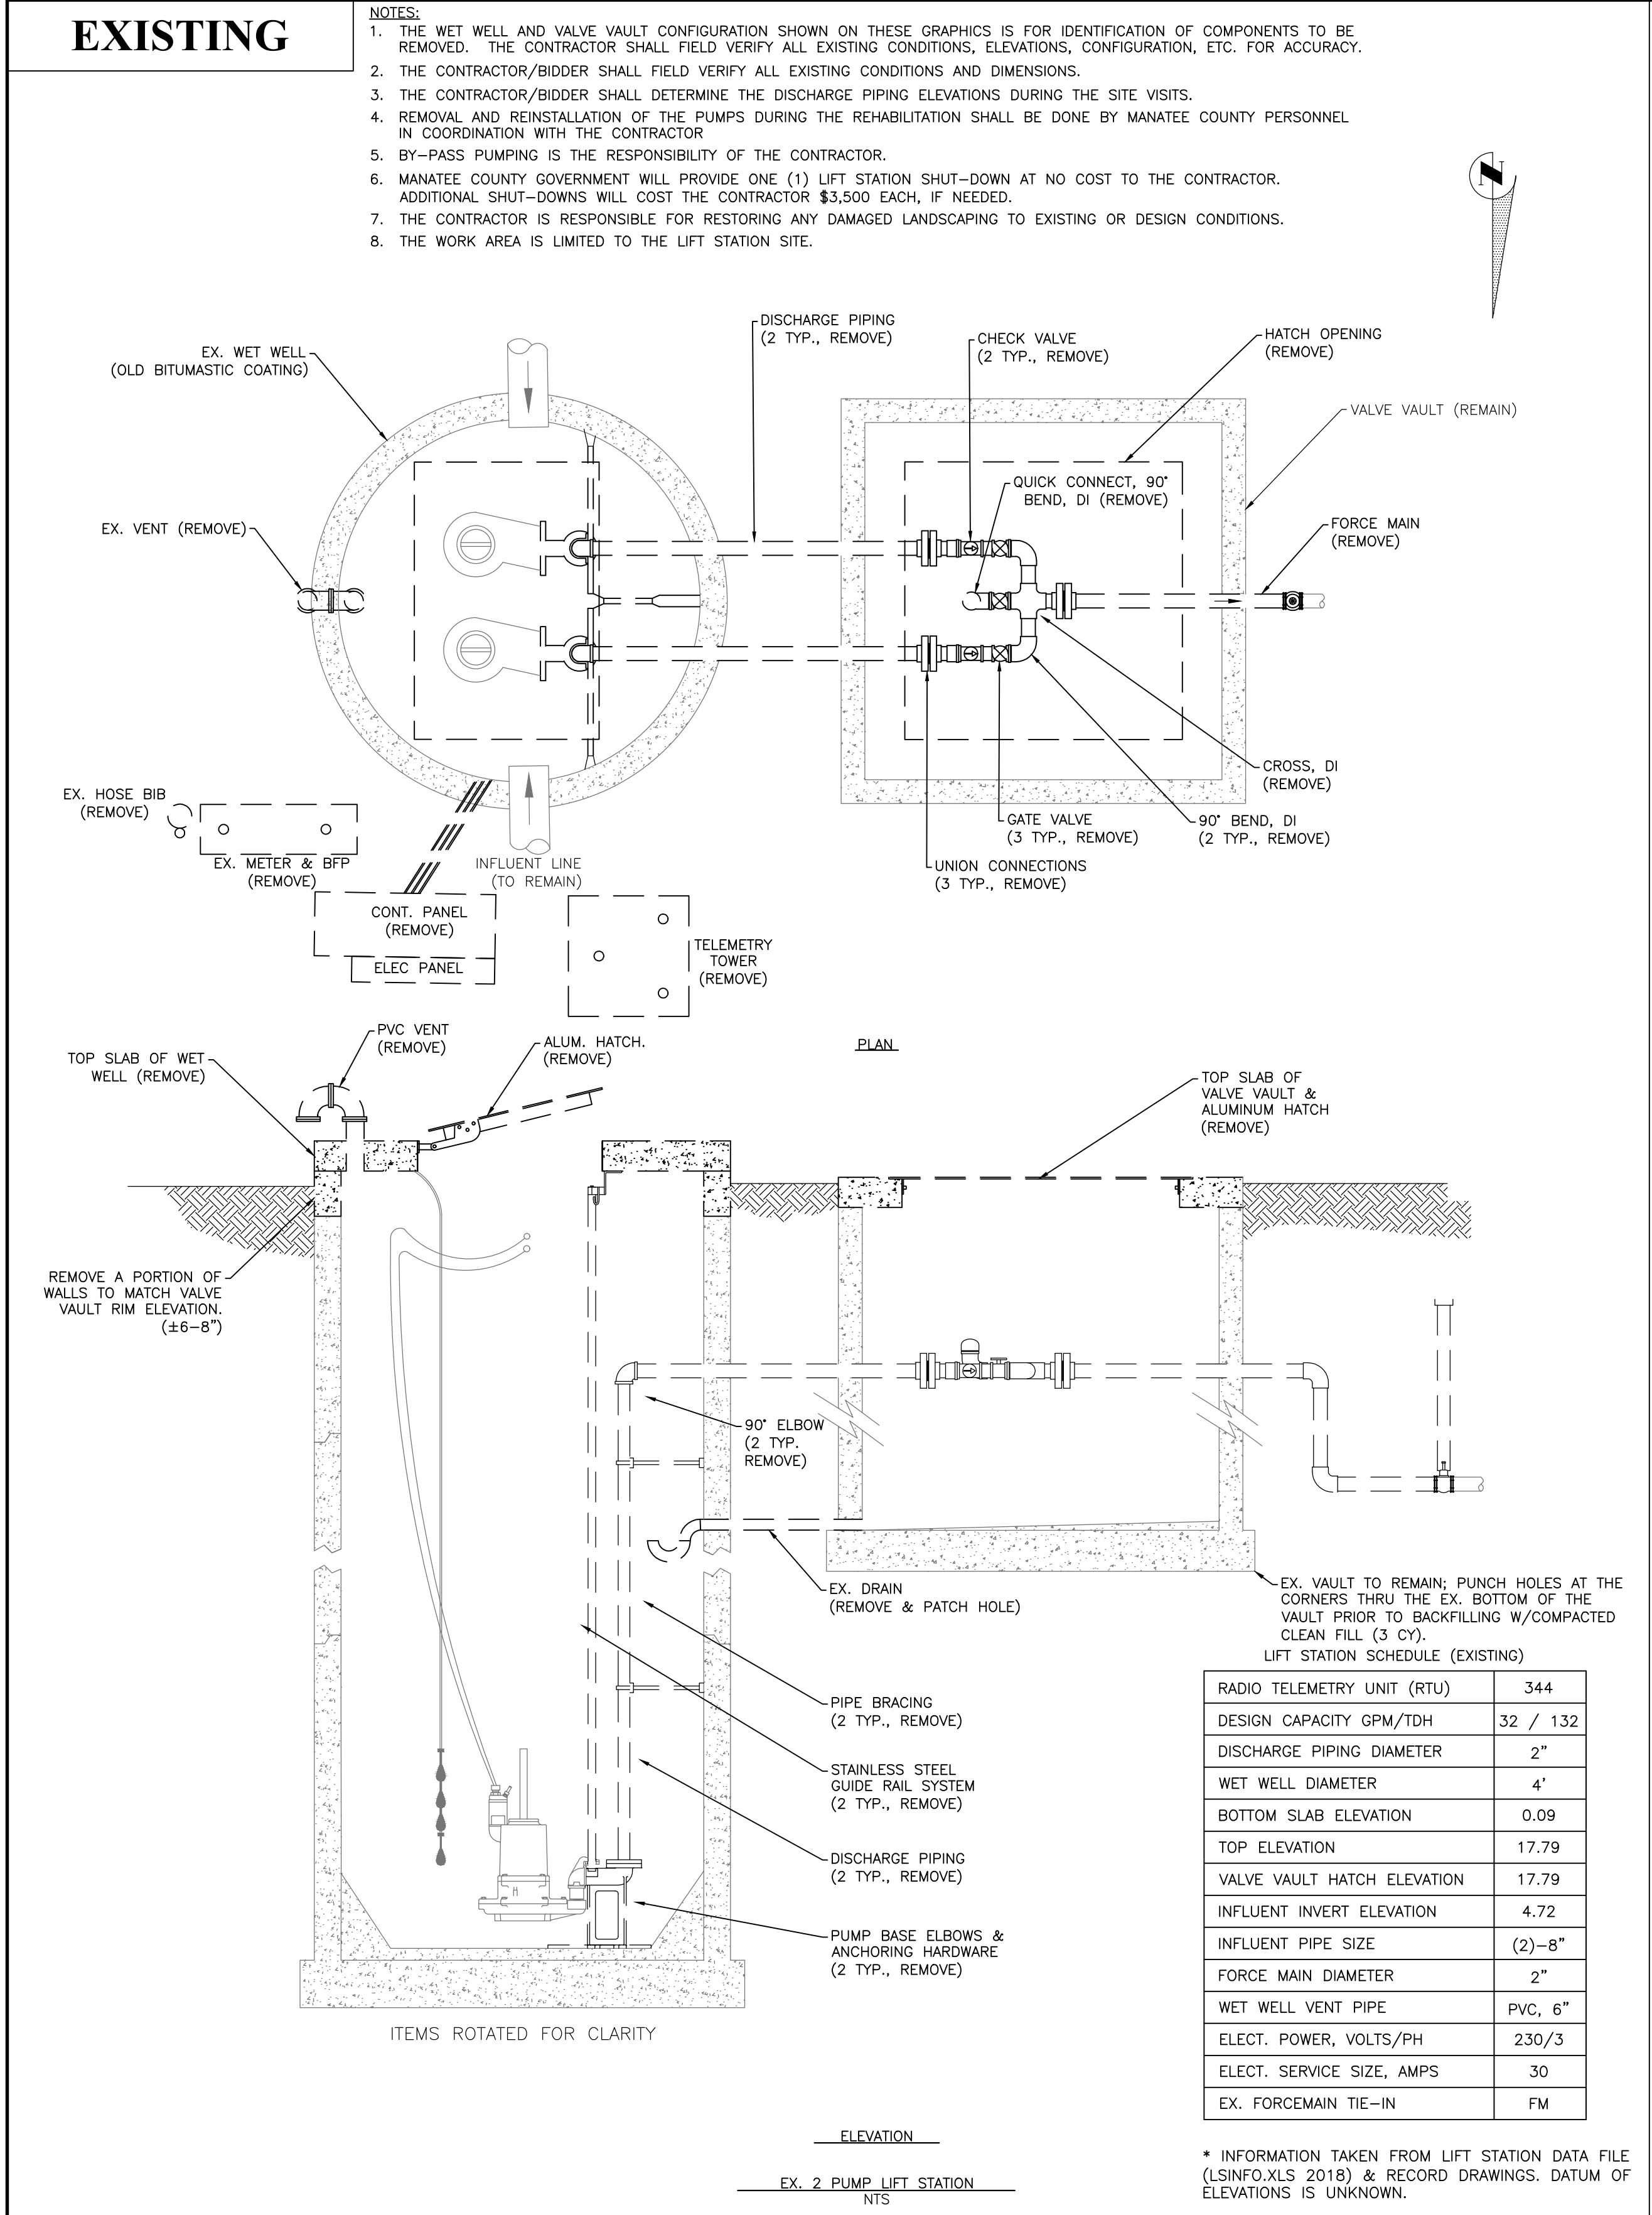 EXISTING
NOTES:
1. THE WET WELL AND VALVE VAULT CONFIGURATION SHOWN ON THESE GRAPHICS IS FOR IDENTIFICATION OF COMPONENTS TO BE
REMOVED. THE CONTRACTOR SHALL FIELD VERIFY ALL EXISTING CONDITIONS, ELEVATIONS, CONFIGURATION, ETC. FOR ACCURACY.
2. THE CONTRACTOR/BIDDER SHALL FIELD VERIFY ALL EXISTING CONDITIONS AND DIMENSIONS.
3. THE CONTRACTOR/BIDDER SHALL DETERMINE THE DISCHARGE PIPING ELEVATIONS DURING THE SITE VISITS.
4. REMOVAL AND REINSTALLATION OF THE PUMPS DURING THE REHABILITATION SHALL BE DONE BY MANATEE COUNTY PERSONNEL
IN COORDINATION WITH THE CONTRACTOR
5. BY-PASS PUMPING IS THE RESPONSIBILITY OF THE CONTRACTOR.
6. MANATEE COUNTY GOVERNMENT WILL PROVIDE ONE (1) LIFT STATION SHUT-DOWN AT NO COST TO THE CONTRACTOR.
ADDITIONAL SHUT-DOWNS WILL COST THE CONTRACTOR $3,500 EACH, IF NEEDED.
7. THE CONTRACTOR IS RESPONSIBLE FOR RESTORING ANY DAMAGED LANDSCAPING TO EXISTING OR DESIGN CONDITIONS.
8. THE WORK AREA IS LIMITED TO THE LIFT STATION SITE.
N
EX. WET WELL
(OLD BITUMASTIC COATING)
DISCHARGE PIPING
(2 TYP., REMOVE)
CHECK VALVE
(2 TYP., REMOVE)
HATCH OPENING
(REMOVE)
VALVE VAULT (REMAIN)
QUICK CONNECT, 90°
BEND, DI (REMOVE)
EX. VENT (REMOVE)
FORCE MAIN
(REMOVE)
CROSS, DI
(REMOVE)
EX. HOSE BIB
(REMOVE)
GATE VALVE
(3 TYP., REMOVE)
90° BEND, DI
(2 TYP., REMOVE)
EX. METER & BFP
(REMOVE)
INFLUENT LINE
(TO REMAIN)
UNION CONNECTIONS
(3 TYP., REMOVE)
CONT. PANEL
(REMOVE)
ELEC PANEL
TELEMETRY
TOWER
(REMOVE)
PLAN
PVC VENT
(REMOVE)
TOP SLAB OF WET
WELL (REMOVE)
ALUM. HATCH.
(REMOVE)
TOP SLAB OF
VALVE VAULT &
ALUMINUM HATCH
(REMOVE)
REMOVE A PORTION OF
WALLS TO MATCH VALVE
VAULT RIM ELEVATION.
(±6-8")
90° ELBOW
(2 TYP.
REMOVE)
EX. DRAIN
(REMOVE & PATCH HOLE)
EX. VAULT TO REMAIN; PUNCH HOLES AT THE
CORNERS THRU THE EX. BOTTOM OF THE
VAULT PRIOR TO BACKFILLING W/COMPACTED
CLEAN FILL (3 CY).
PIPE BRACING
(2 TYP., REMOVE)
STAINLESS STEEL
GUIDE RAIL SYSTEM
(2 TYP., REMOVE)
DISCHARGE PIPING
(2 TYP., REMOVE)
PUMP BASE ELBOWS &
ANCHORING HARDWARE
(2 TYP., REMOVE)
ITEMS ROTATED FOR CLARITY
LIFT STATION SCHEDULE (EXISTING)
RADIO TELEMETRY UNIT (RTU) 344
DESIGN CAPACITY GPM/TDH 32 / 132
DISCHARGE PIPING DIAMETER 2"
WET WELL DIAMETER 4'
BOTTOM SLAB ELEVATION 0.09
TOP ELEVATION 17.79
VALVE VAULT HATCH ELEVATION 17.79
INFLUENT INVERT ELEVATION 4.72
INFLUENT PIPE SIZE (2)-8"
FORCE MAIN DIAMETER 2"
WET WELL VENT PIPE PVC, 6"
ELECT. POWER, VOLTS/PH 230/3
ELECT. SERVICE SIZE, AMPS 30
EX. FORCEMAIN TIE-IN FM
* INFORMATION TAKEN FROM LIFT STATION DATA FILE
(LSINFO.XLS 2018) & RECORD DRAWINGS. DATUM OF
ELEVATIONS IS UNKNOWN.
ELEVATION
EX. 2 PUMP LIFT STATION
NTS